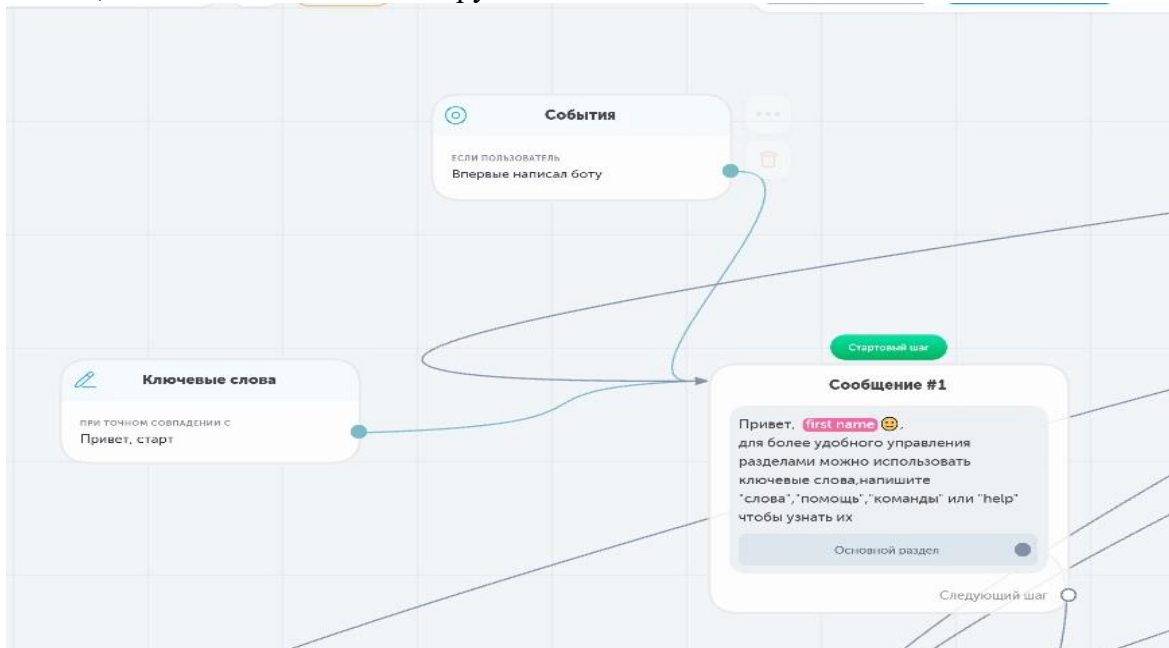 События
ЕСЛИ ПОЛЬЗОВАТЕЛЬ
Впервые написал боту
Стартовый шаг
Ключевые слова
ПРИ ТОЧНОМ СОВПАДЕНИИ С
Привет, старт
Сообщение #1
Привет, first name 😐,
для более удобного управления
разделами можно использовать
ключевые слова,напишите
"слова","помощь","команды" или "help"
чтобы узнать их
Основной раздел
Следующий шаг